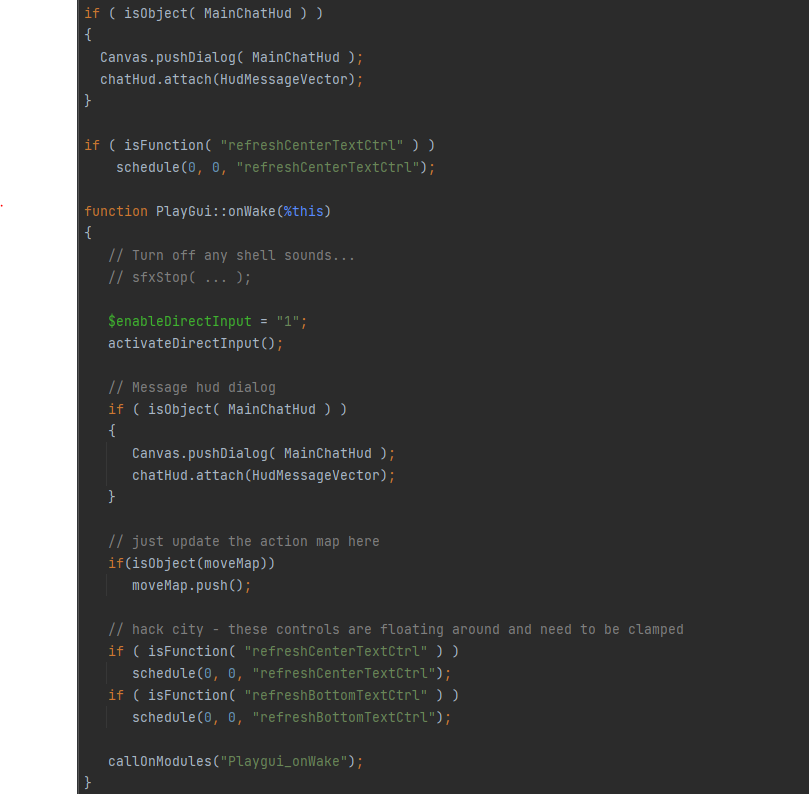 if ( isObject( MainChatHud ) )
{
  Canvas.pushDialog( MainChatHud );
  chatHud.attach(HudMessageVector);
}

if ( isFunction( "refreshCenterTextCtrl" ) )
    schedule(0, 0, "refreshCenterTextCtrl");

function PlayGui::onWake(%this)
{
   // Turn off any shell sounds...
   // sfxStop( ... );

   $enableDirectInput = "1";
   activateDirectInput();

   // Message hud dialog
   if ( isObject( MainChatHud ) )
   {
      Canvas.pushDialog( MainChatHud );
      chatHud.attach(HudMessageVector);
   }

   // just update the action map here
   if(isObject(moveMap))
      moveMap.push();

   // hack city - these controls are floating around and need to be clamped
   if ( isFunction( "refreshCenterTextCtrl" ) )
      schedule(0, 0, "refreshCenterTextCtrl");
   if ( isFunction( "refreshBottomTextCtrl" ) )
      schedule(0, 0, "refreshBottomTextCtrl");

   callOnModules("Playgui_onWake");
}